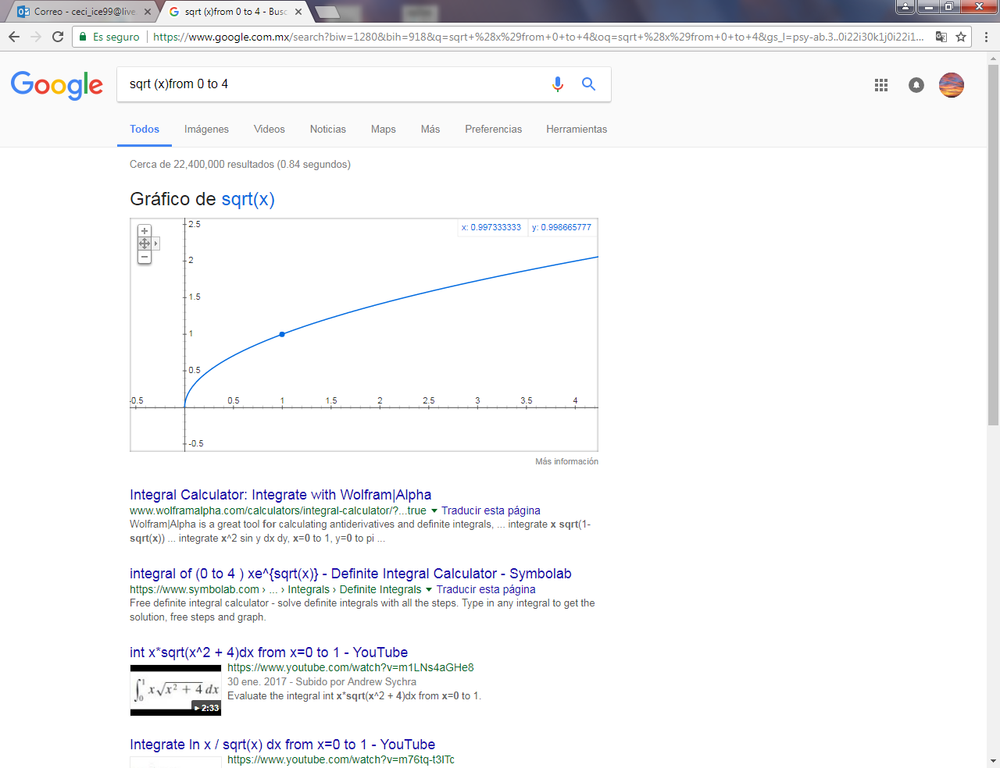 Correo - ceci_ice99@live
sqrt (x)from 0 to 4 - Busc
Es seguro
https://www.google.com.mx/search?biw=1280&bih=918&q=sqrt+%28x%29from+0+to+4&oq=sqrt+%28x%29from+0+to+4&gs_l=psy-ab.3..0i22i30k1j0i22i1...
Google
sqrt (x)from 0 to 4
Todos Imágenes Videos Noticias Maps Más Preferencias Herramientas
Cerca de 22,400,000 resultados (0.84 segundos)
Gráfico de sqrt(x)
x: 0.997333333 y: 0.998665777
2.5
2
1.5
1
0.5
-0.5 0.5 1 1.5 2 2.5 3 3.5 4
-0.5
Más información
Integral Calculator: Integrate with Wolfram|Alpha
www.wolframalpha.com/calculators/integral-calculator/?...true Traducir esta página
Wolfram|Alpha is a great tool for calculating antiderivatives and definite integrals, ... integrate x sqrt(1-
sqrt(x)) ... integrate x^2 sin y dx dy, x=0 to 1, y=0 to pi ...
integral of (0 to 4 ) xe^{sqrt(x)} - Definite Integral Calculator - Symbolab
https://www.symbolab.com › ... › Integrals › Definite Integrals Traducir esta página
Free definite integral calculator - solve definite integrals with all the steps. Type in any integral to get the
solution, free steps and graph.
int x*sqrt(x^2 + 4)dx from x=0 to 1 - YouTube
https://www.youtube.com/watch?v=m1LNs4aGHe8
30 ene. 2017 - Subido por Andrew Sychra
Evaluate the integral int x*sqrt(x^2 + 4)dx from x=0 to 1.
∫₀¹ x√(x² + 4) dx
2:33
Integrate ln x / sqrt(x) dx from x=0 to 1 - YouTube
https://www.youtube.com/watch?v=m76tq-t3ITc